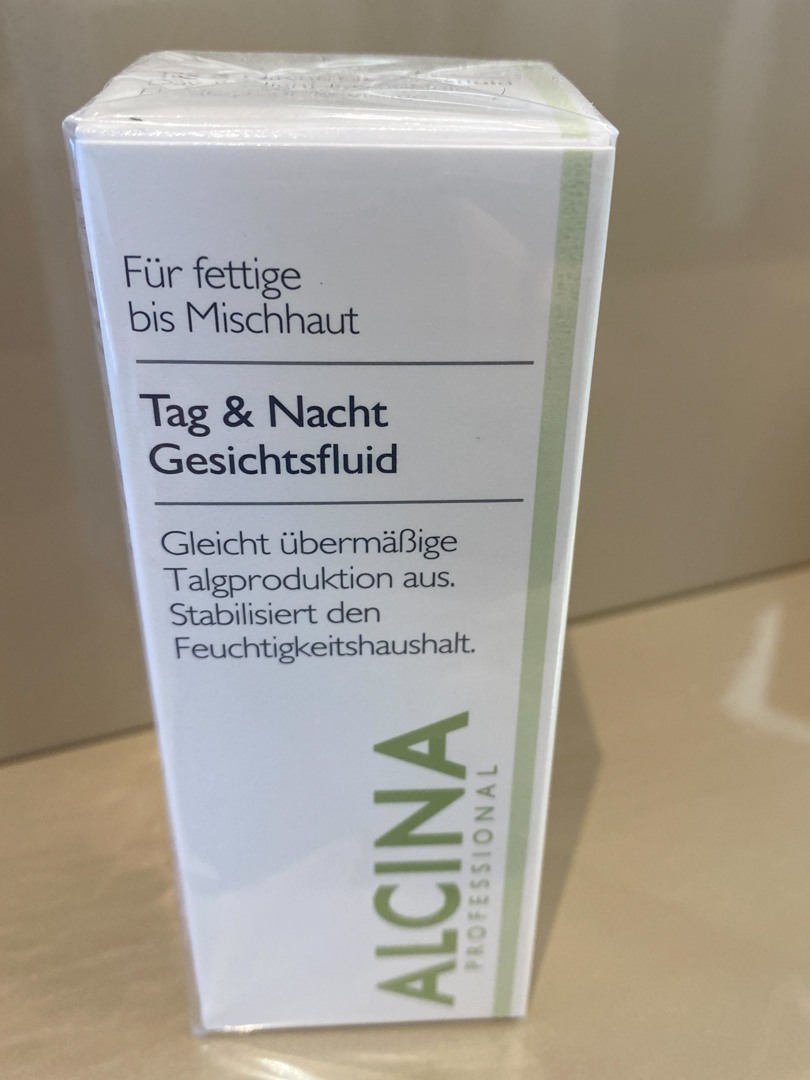 Für fettige
bis Mischhaut
Tag & Nacht
Gesichtsfluid
Gleicht übermäßige
Talgproduktion aus.
Stabilisiert den
Feuchtigkeitshaushalt.
ALCINA
PROFESSIONAL